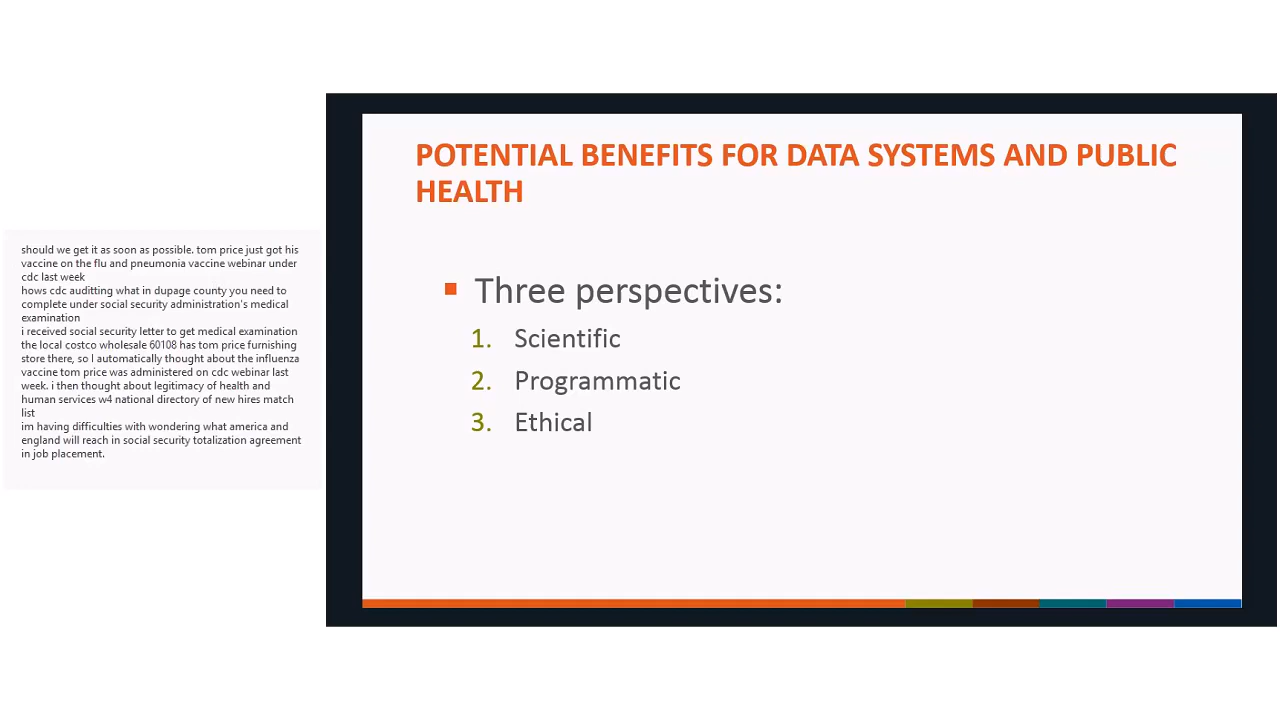 should we get it as soon as possible. tom price just got his
vaccine on the flu and pneumonia vaccine webinar under
cdc last week
hows cdc auditting what in dupage county you need to
complete under social security administration's medical
examination
i received social security letter to get medical examination
the local costco wholesale 60108 has tom price furnishing
store there, so I automatically thought about the influenza
vaccine tom price was administered on cdc webinar last
week. i then thought about legitimacy of health and
human services w4 national directory of new hires match
list
im having difficulties with wondering what america and
england will reach in social security totalization agreement
in job placement.
POTENTIAL BENEFITS FOR DATA SYSTEMS AND PUBLIC
HEALTH
Three perspectives:
1. Scientific
2. Programmatic
3. Ethical